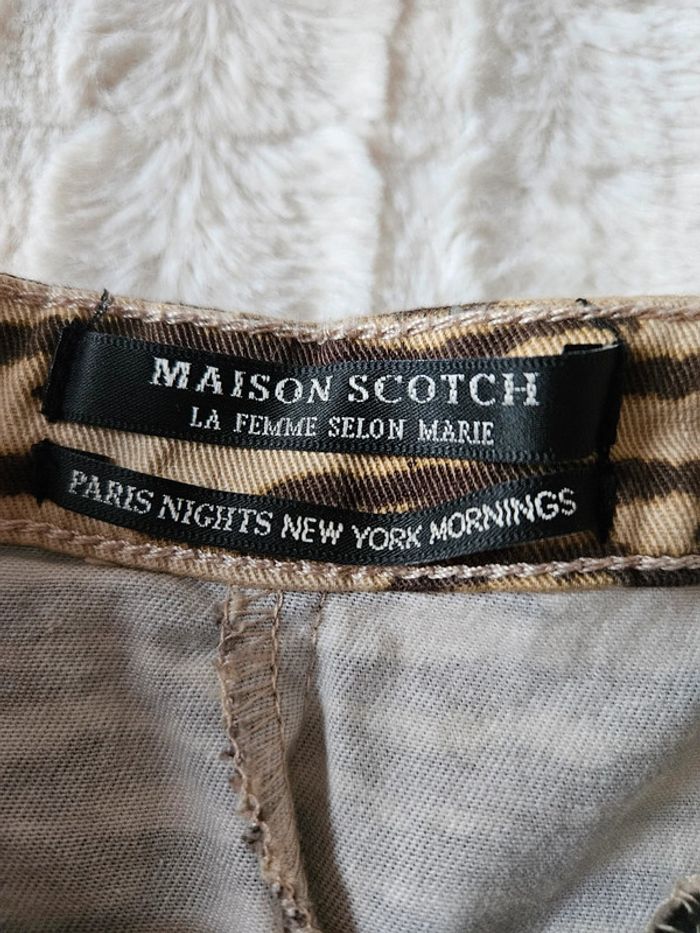 MAISON SCOTCH
LA FEMME SELON MARIE
PARIS NIGHTS NEW YORK MORNINGS